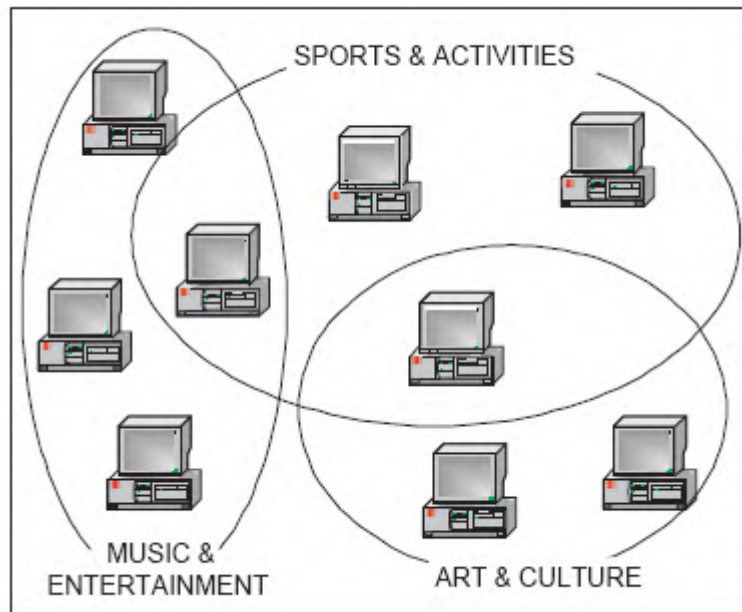 SPORTS & ACTIVITIES
MUSIC &
ENTERTAINMENT
ART & CULTURE